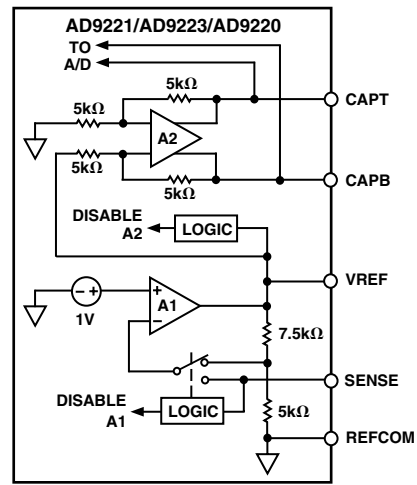 AD9221/AD9223/AD9220
TO
A/D
5kΩ
CAPT
5kΩ
A2
5kΩ
5kΩ
CAPB
DISABLE
A2
LOGIC
VREF
– +
1V
+
A1
–
7.5kΩ
SENSE
DISABLE
A1
LOGIC
5kΩ
REFCOM